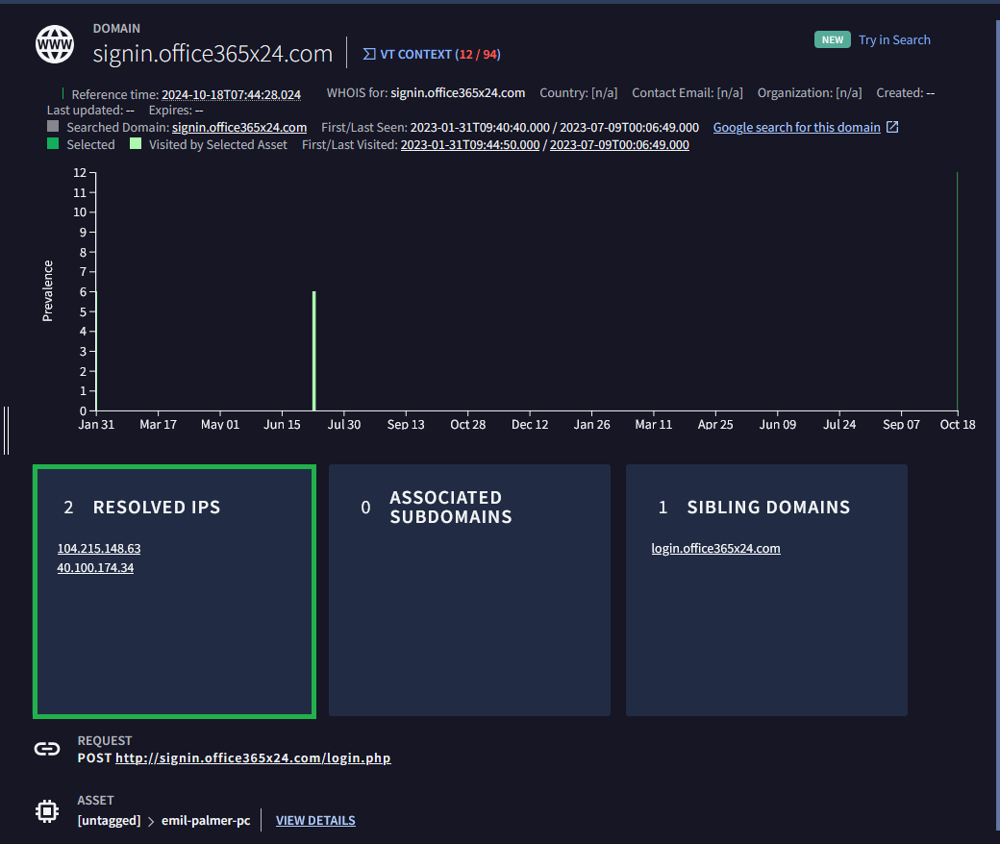 DOMAIN
signin.office365x24.com
VT CONTEXT (12 / 94)
NEW Try in Search
Reference time: 2024-10-18T07:44:28.024 WHOIS for: signin.office365x24.com Country: [n/a] Contact Email: [n/a] Organization: [n/a] Created: --
Last updated: -- Expires: --
Searched Domain: signin.office365x24.com First/Last Seen: 2023-01-31T09:40:40.000 / 2023-07-09T00:06:49.000 Google search for this domain
Selected Visited by Selected Asset First/Last Visited: 2023-01-31T09:44:50.000 / 2023-07-09T00:06:49.000
Prevalence
12
11
10
9
8
7
6
5
4
3
2
1
0
Jan 31 Mar 17 May 01 Jun 15 Jul 30 Sep 13 Oct 28 Dec 12 Jan 26 Mar 11 Apr 25 Jun 09 Jul 24 Sep 07 Oct 18
2 RESOLVED IPS
104.215.148.63
40.100.174.34
0 ASSOCIATED
SUBDOMAINS
1 SIBLING DOMAINS
login.office365x24.com
REQUEST
POST http://signin.office365x24.com/login.php
ASSET
[untagged] > emil-palmer-pc VIEW DETAILS
WWW